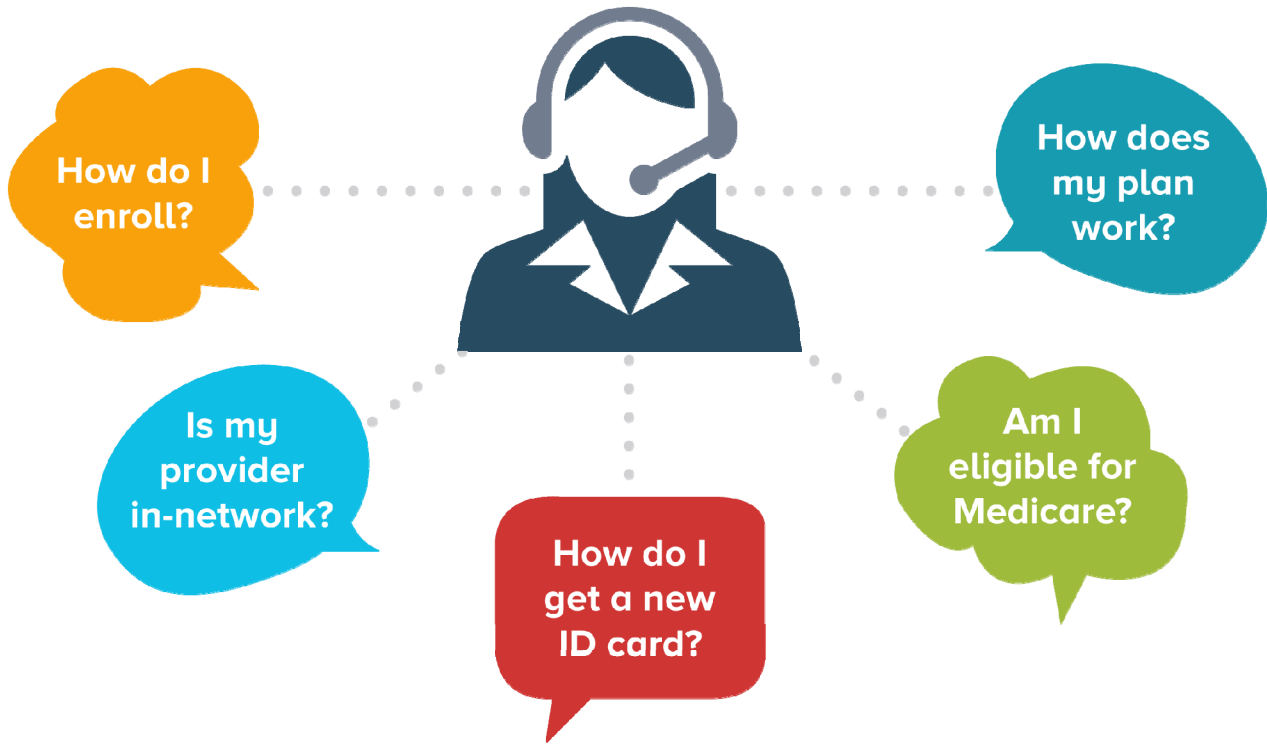 How do I
enroll?
How does
my plan
work?
Is my
provider
in-network?
How do I
get a new
ID card?
Am I
eligible for
Medicare?